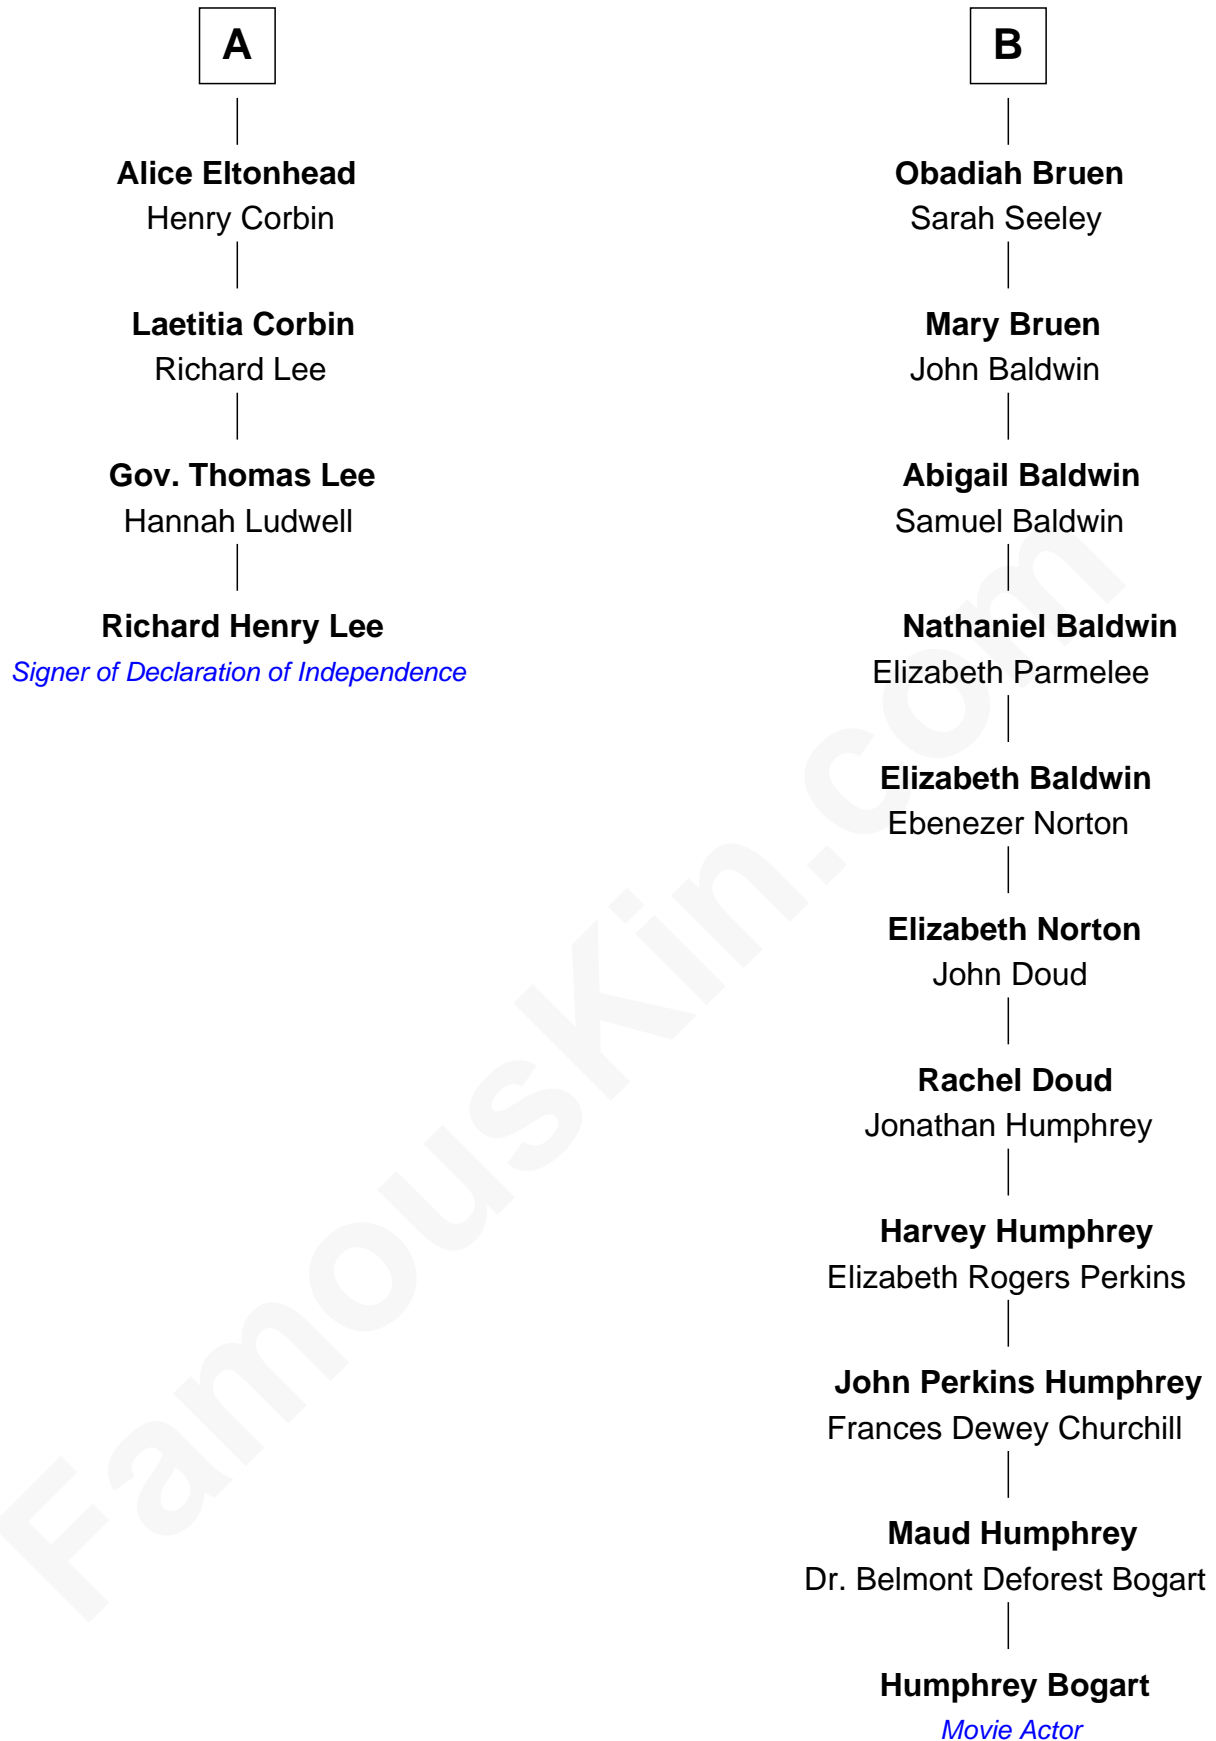 A
Alice Eltonhead
Henry Corbin
Laetitia Corbin
Richard Lee
Gov. Thomas Lee
Hannah Ludwell
Richard Henry Lee
Signer of Declaration of Independence
B
Obadiah Bruen
Sarah Seeley
Mary Bruen
John Baldwin
Abigail Baldwin
Samuel Baldwin
Nathaniel Baldwin
Elizabeth Parmelee
Elizabeth Baldwin
Ebenezer Norton
Elizabeth Norton
John Doud
Rachel Doud
Jonathan Humphrey
Harvey Humphrey
Elizabeth Rogers Perkins
John Perkins Humphrey
Frances Dewey Churchill
Maud Humphrey
Dr. Belmont Deforest Bogart
Humphrey Bogart
Movie Actor
FamousKin.com